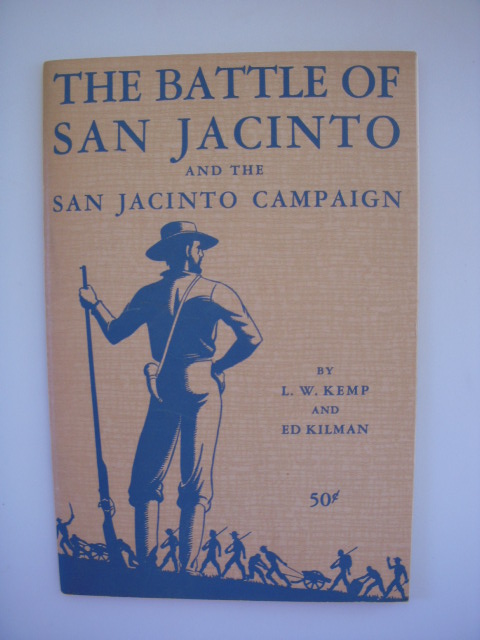 THE BATTLE OF
SAN JACINTO
AND THE
SAN JACINTO CAMPAIGN
BY
L. W. KEMP
AND
ED KILMAN
50¢